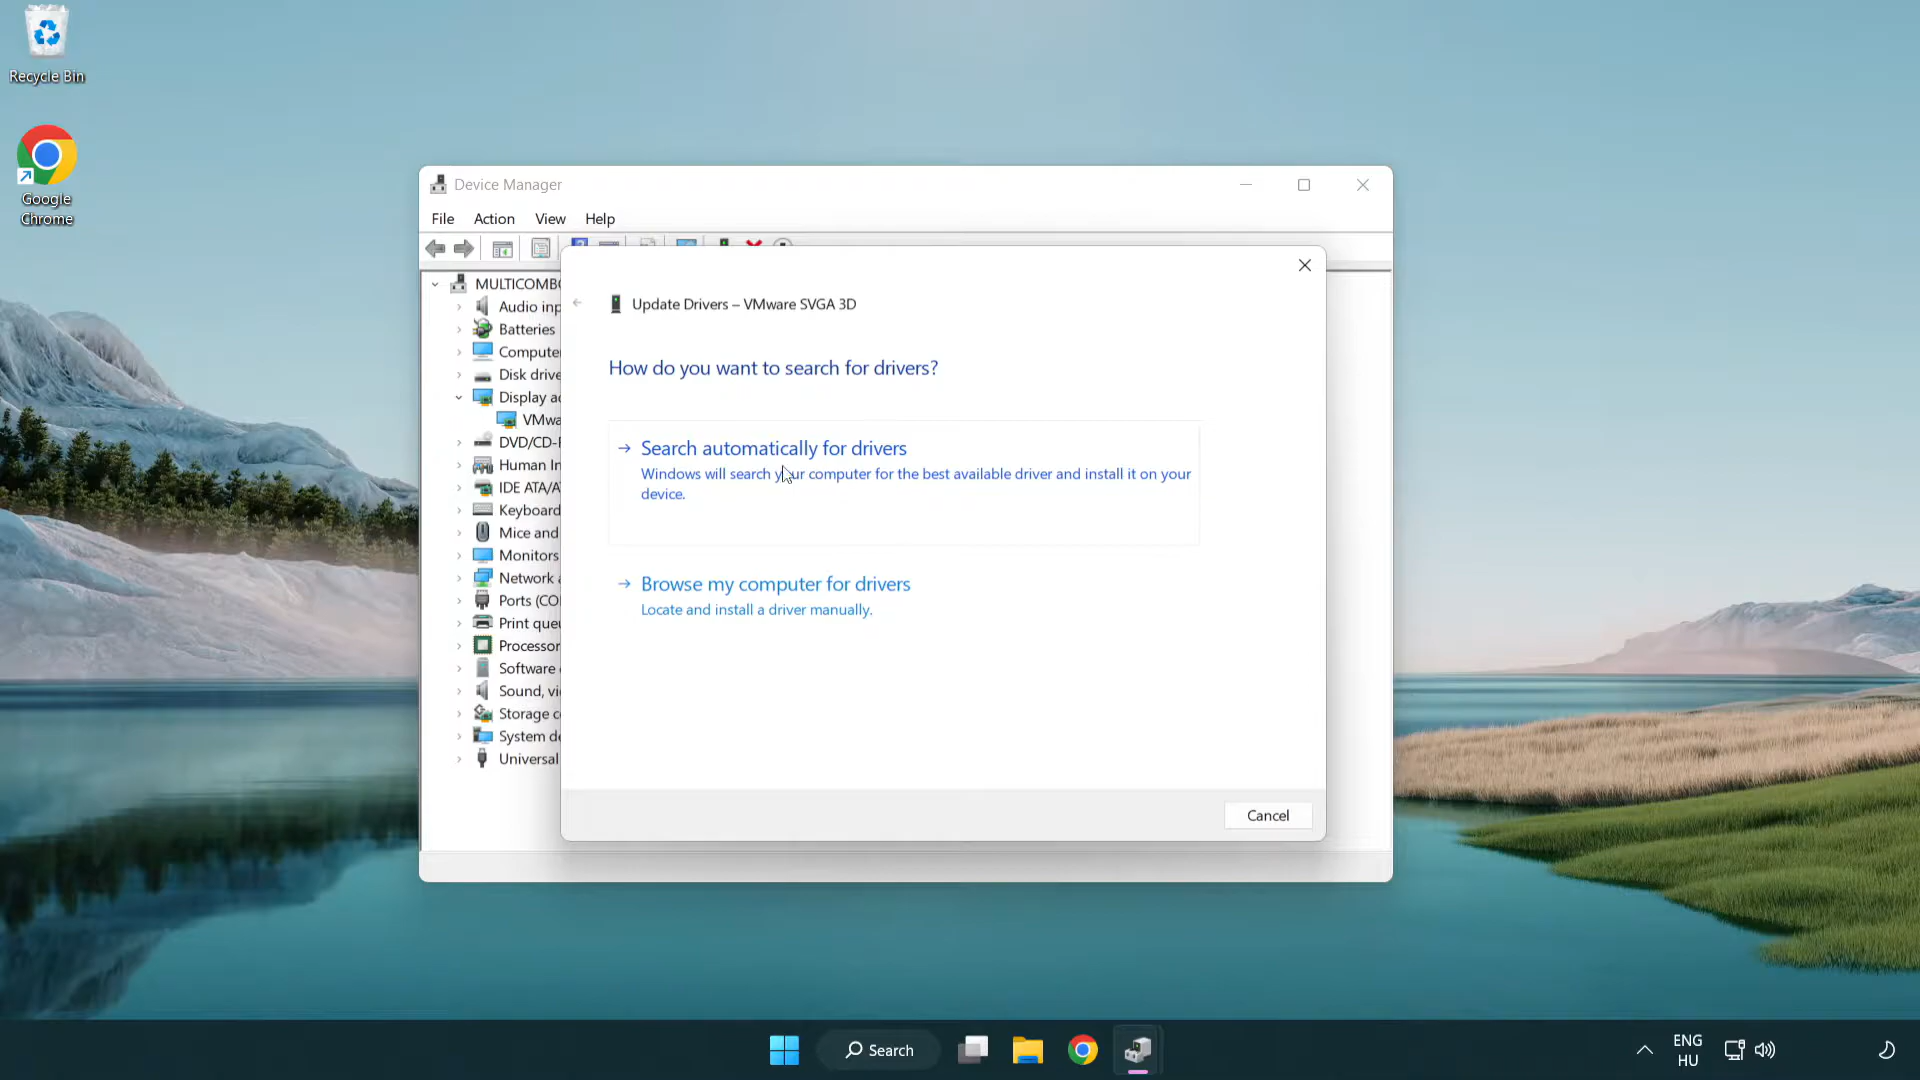 Recycle Bin
Google
Chrome
Device Manager
File Action View Help
MULTICOMBO
Audio inp
Batteries
Compute
Disk drive
Display a
VMwa
DVD/CD-R
Human In
IDE ATA/A
Keyboard
Mice and
Monitors
Network a
Ports (CO
Print que
Processor
Software
Sound, vi
Storage c
System de
Universal
Update Drivers – VMware SVGA 3D
How do you want to search for drivers?
Search automatically for drivers
Windows will search your computer for the best available driver and install it on your
device.
Browse my computer for drivers
Locate and install a driver manually.
Cancel
Search
ENG
HU